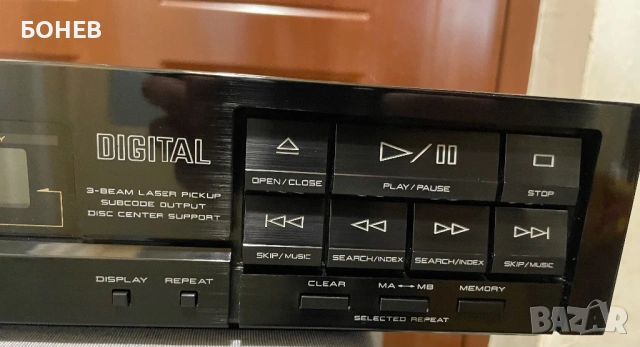 БОНЕВ
DIGITAL
3-BEAM LASER PICKUP
SUBCODE OUTPUT
DISC CENTER SUPPORT
OPEN/CLOSE
PLAY/PAUSE
STOP
SKIP/MUSIC
SEARCH/INDEX
SEARCH/INDEX
SKIP/MUSIC
DISPLAY
REPEAT
CLEAR
MA↔MB
MEMORY
SELECTED REPEAT
BAZAR